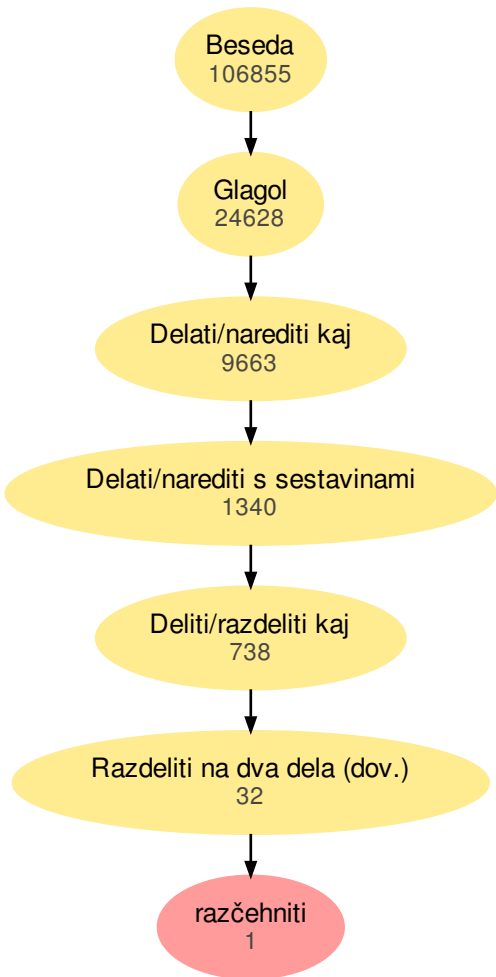 Beseda
106855
Glagol
24628
Delati/narediti kaj
9663
Delati/narediti s sestavinami
1340
Deliti/razdeliti kaj
738
Razdeliti na dva dela (dov.)
32
razčehniti
1